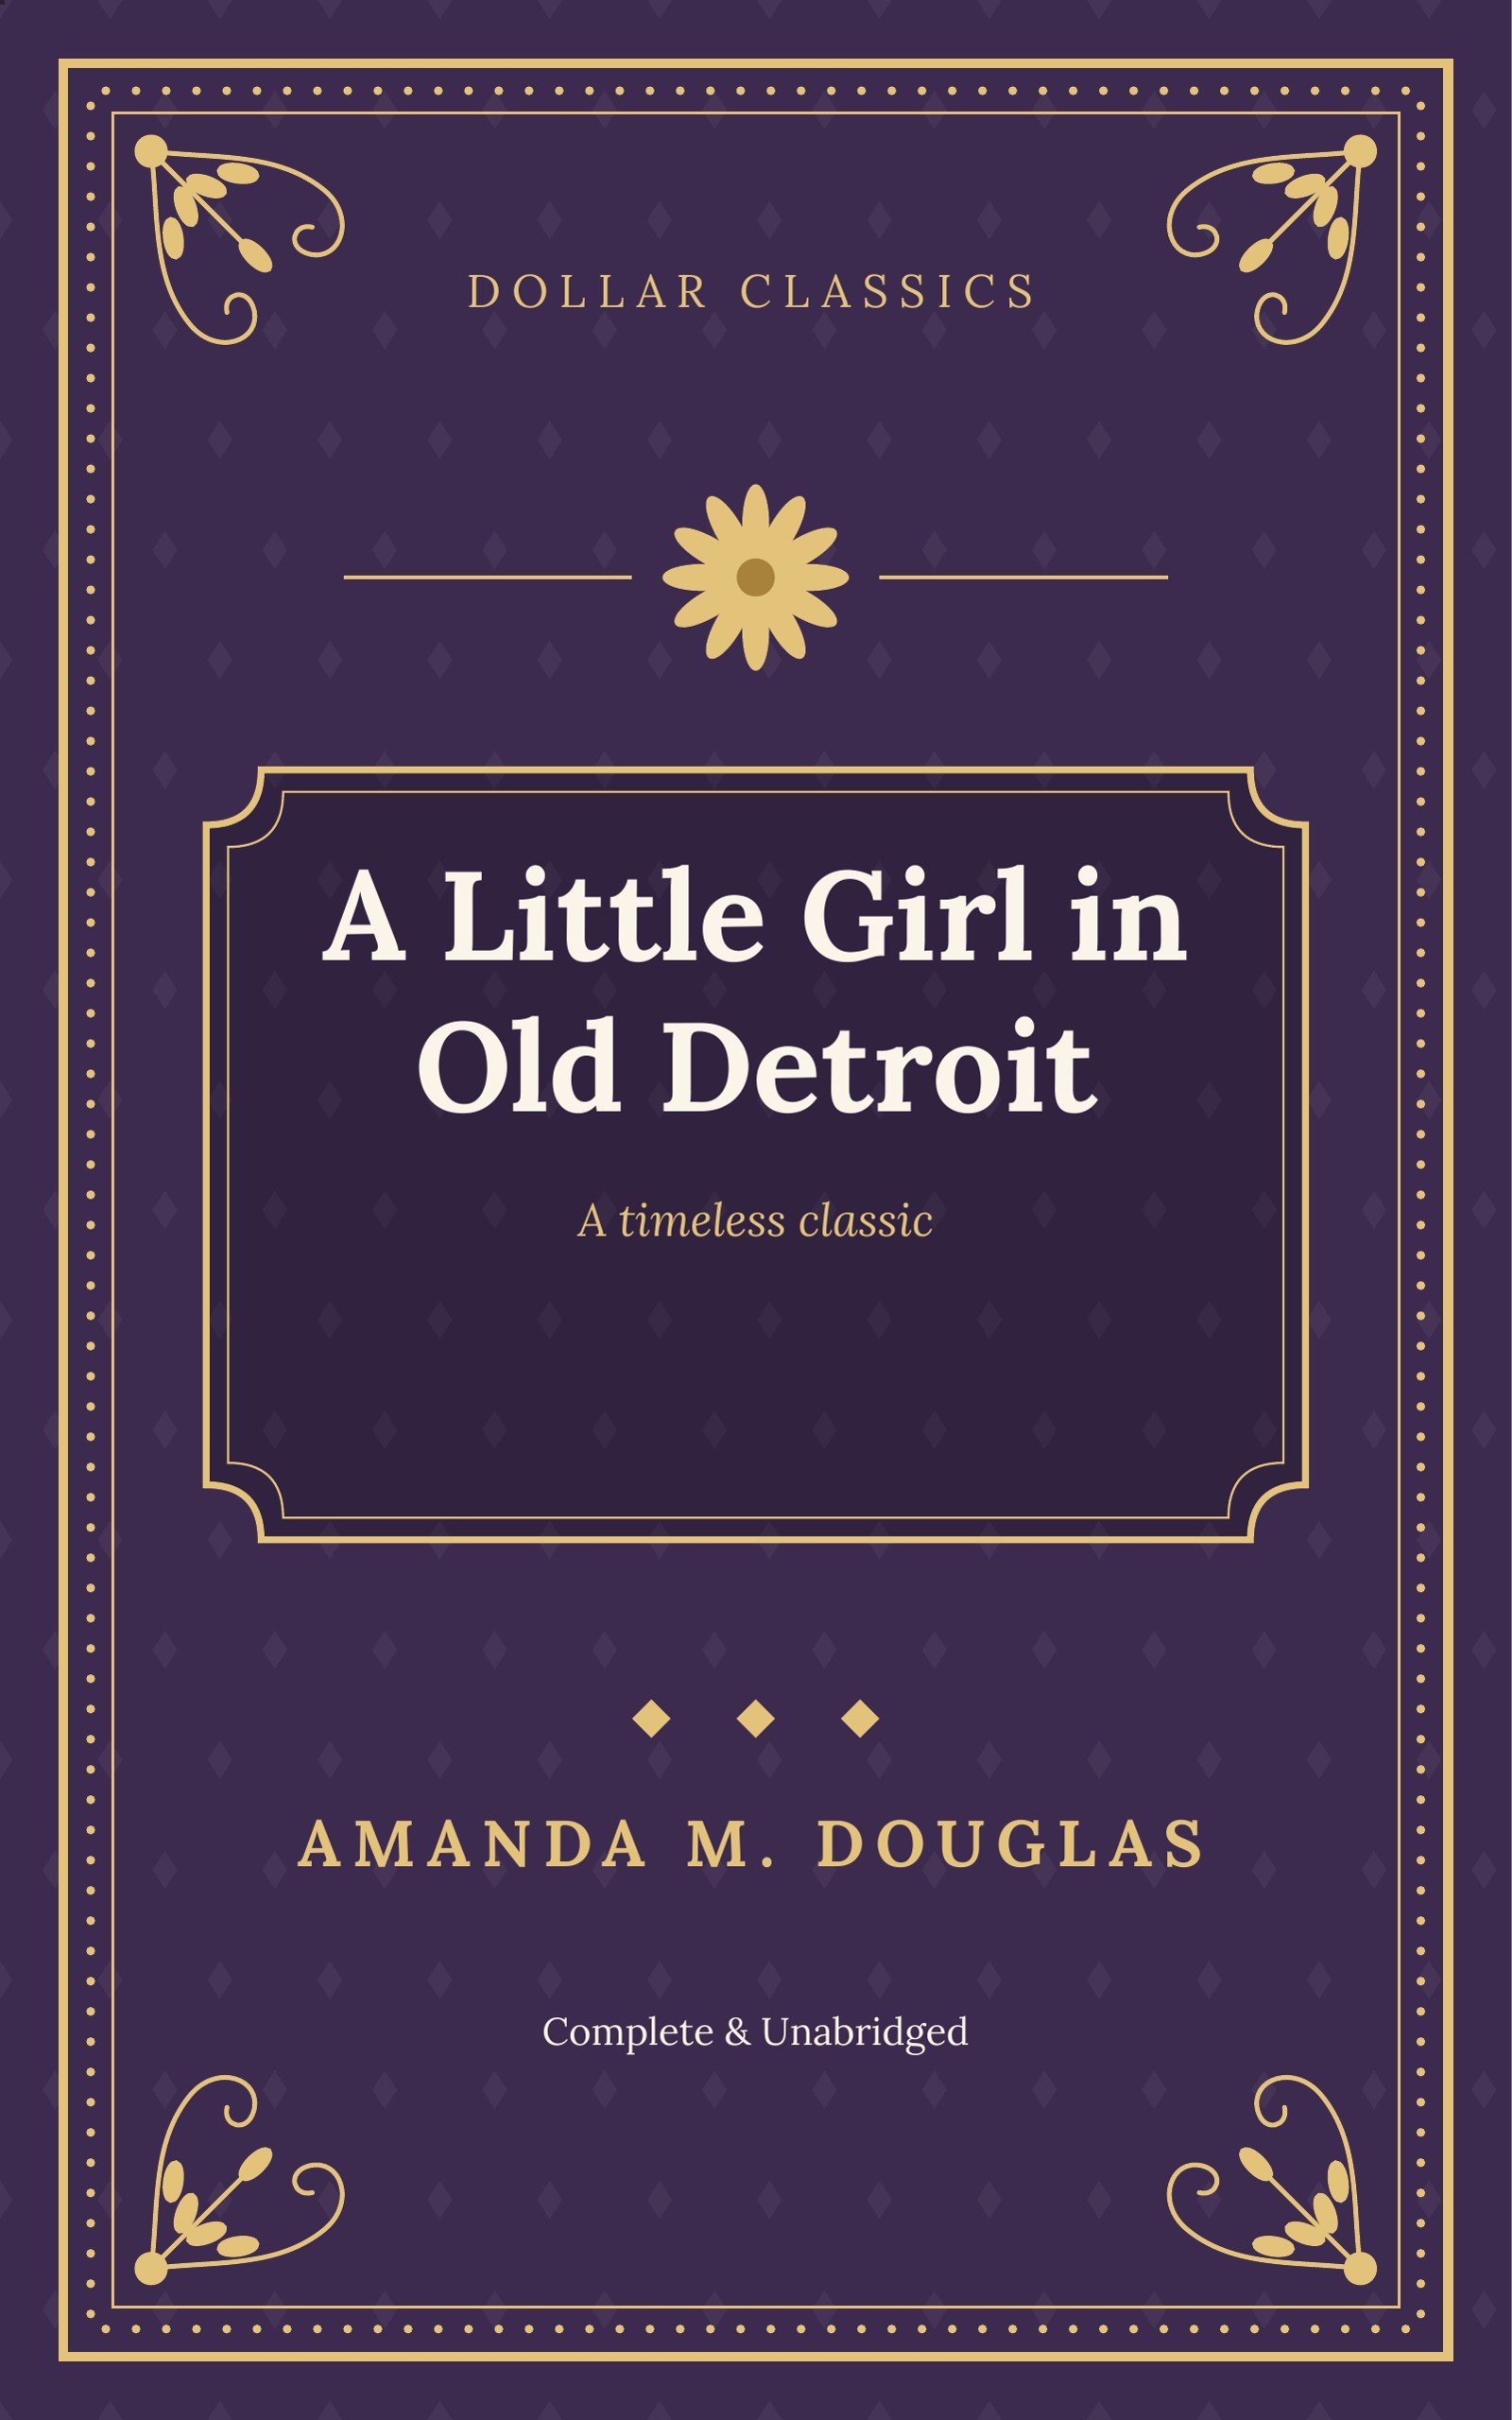 DOLLAR CLASSICS
A Little Girl in
Old Detroit
A timeless classic
AMANDA M. DOUGLAS
Complete & Unabridged